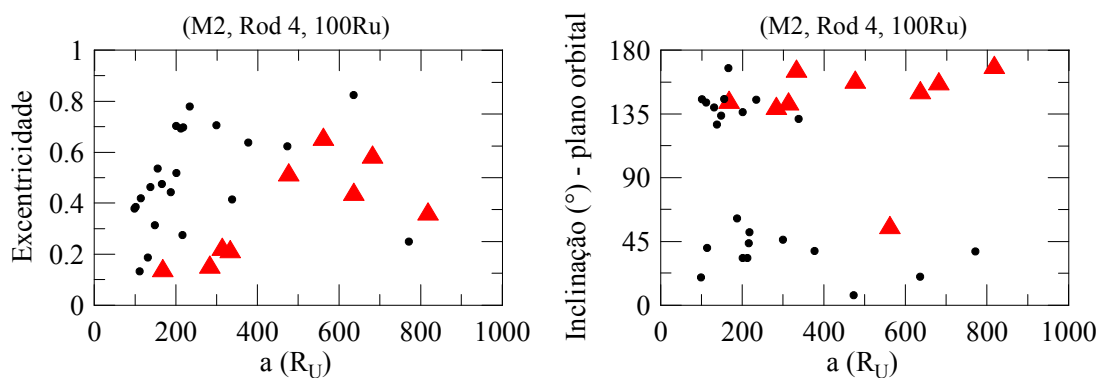 (M2, Rod 4, 100Ru)
Excentricidade
1
0.8
0.6
0.4
0.2
0
0 200 400 600 800 1000
a (R_U)
(M2, Rod 4, 100Ru)
Inclinação (°) - plano orbital
180
135
90
45
0
0 200 400 600 800 1000
a (R_U)